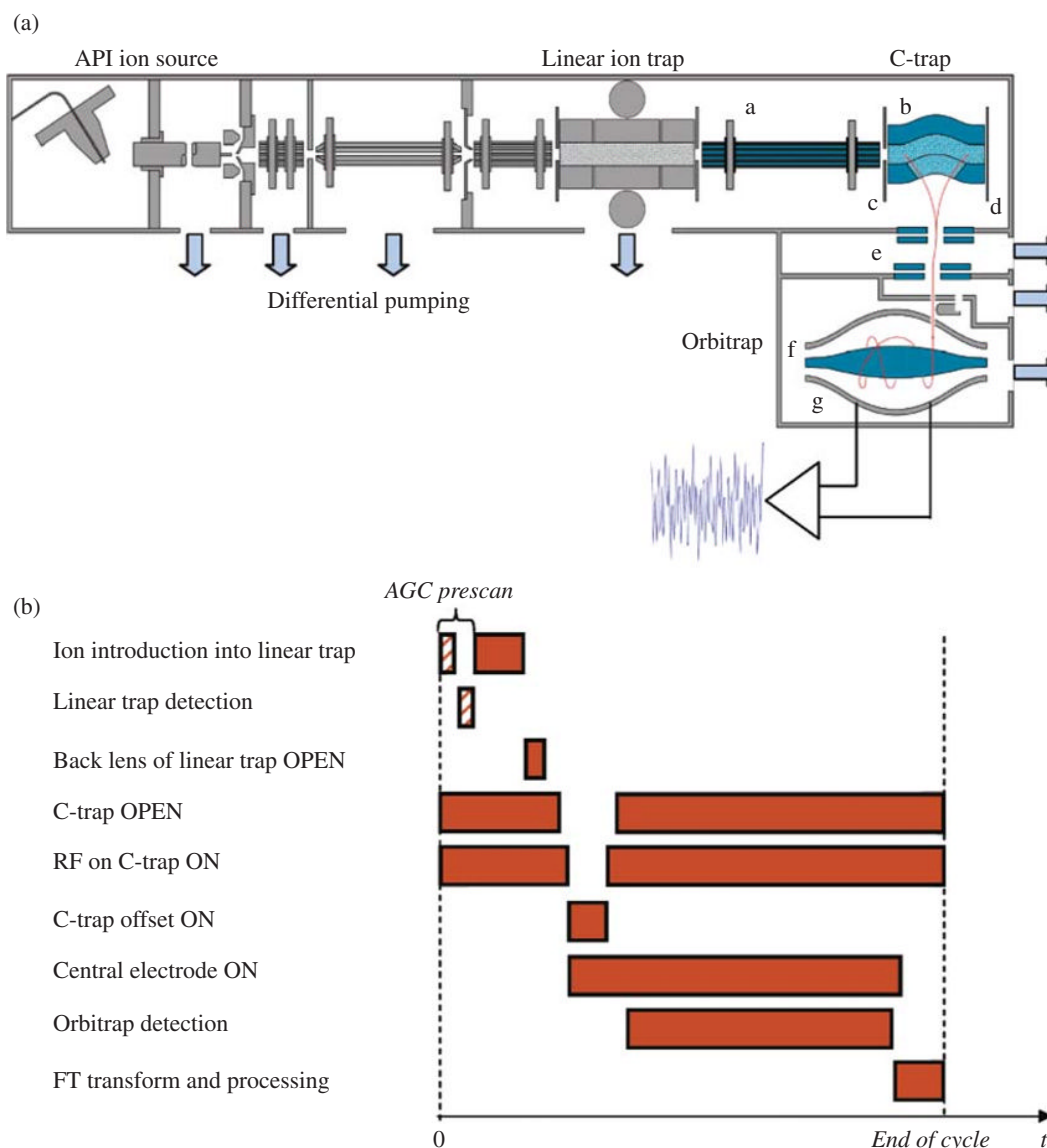 (a)
API ion source
Linear ion trap
C-trap
a
b
c
d
e
Differential pumping
Orbitrap
f
g
(b)
AGC prescan
Ion introduction into linear trap
Linear trap detection
Back lens of linear trap OPEN
C-trap OPEN
RF on C-trap ON
C-trap offset ON
Central electrode ON
Orbitrap detection
FT transform and processing
0
End of cycle
t